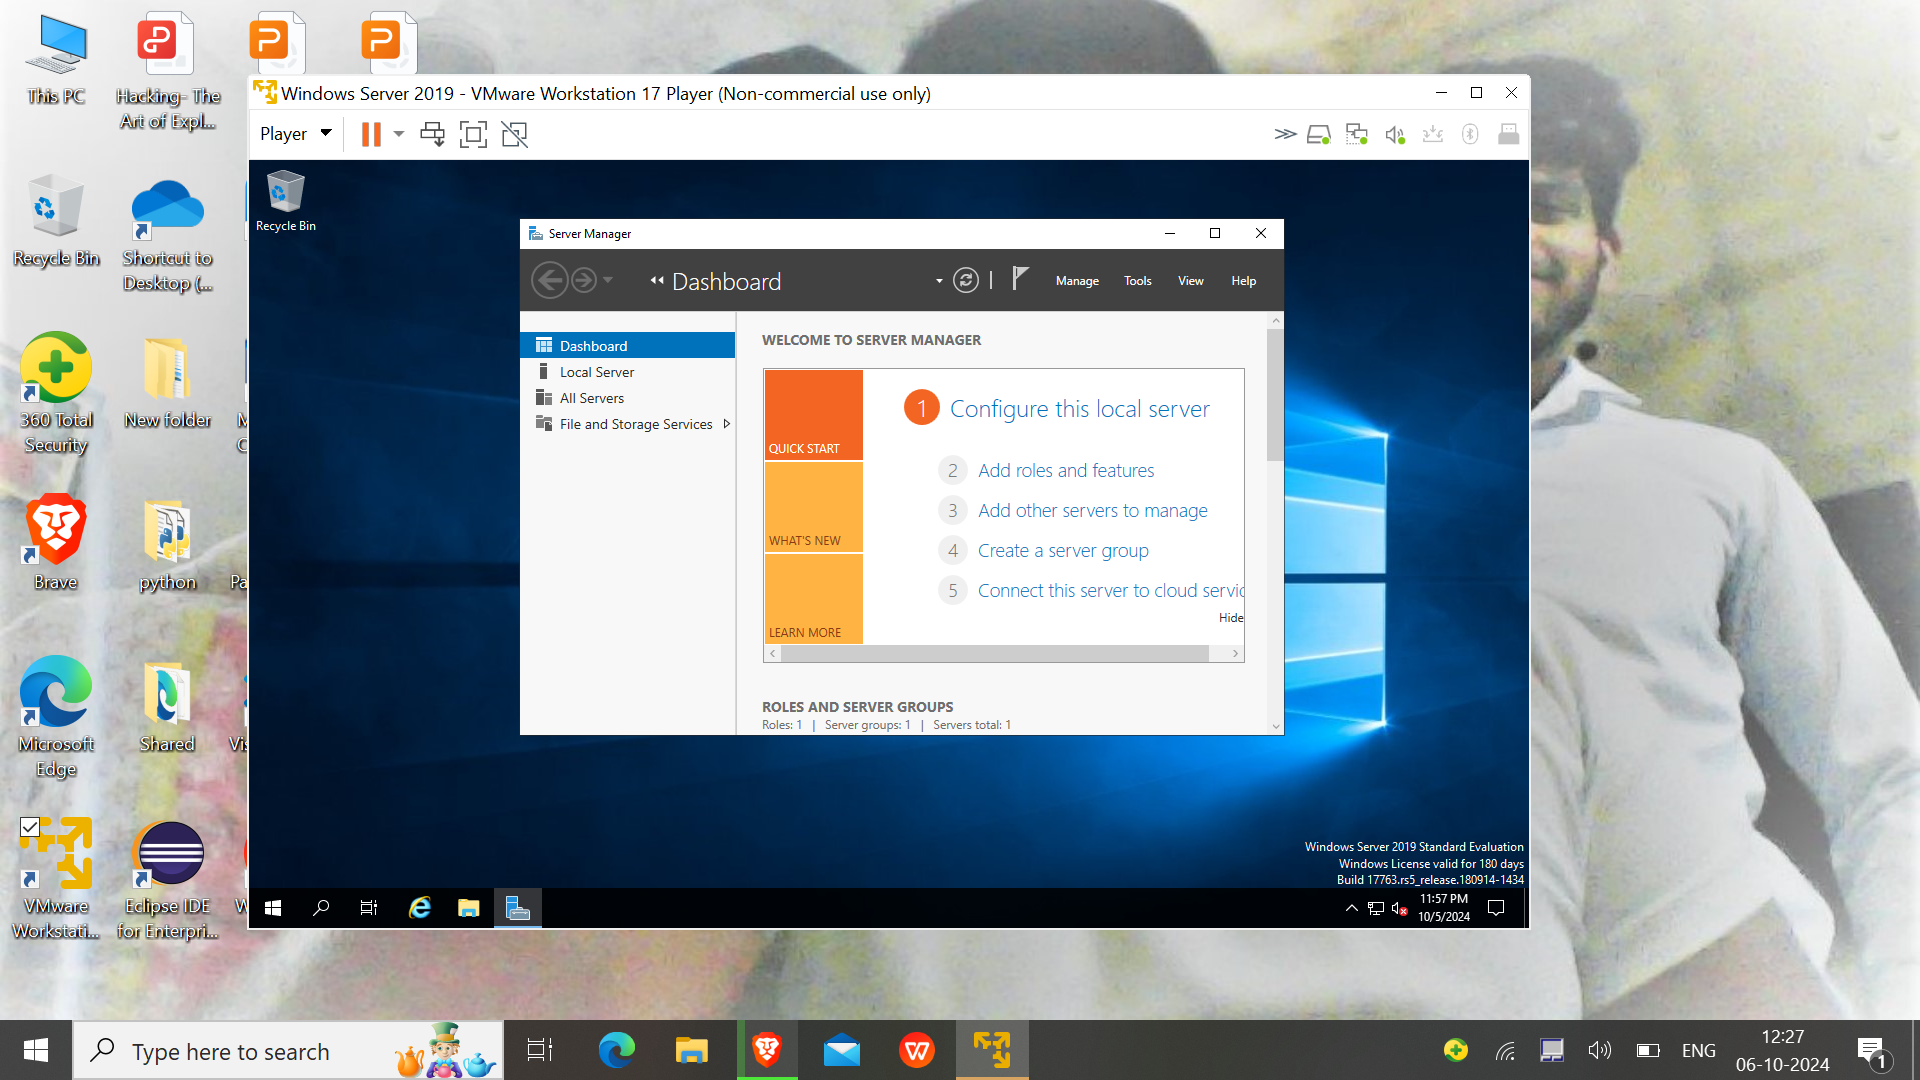 This PC
Hacking- The
Art of Expl...
Recycle Bin
Shortcut to
Desktop (...
360 Total
Security
New folder
Brave
python
Microsoft
Edge
Shared
VMware
Workstati...
Eclipse IDE
for Enterpri...
Windows Server 2019 - VMware Workstation 17 Player (Non-commercial use only)
Player
Recycle Bin
Server Manager
Dashboard
Manage
Tools
View
Help
Dashboard
Local Server
All Servers
File and Storage Services
WELCOME TO SERVER MANAGER
QUICK START
WHAT'S NEW
LEARN MORE
1 Configure this local server
2 Add roles and features
3 Add other servers to manage
4 Create a server group
5 Connect this server to cloud servic
Hide
ROLES AND SERVER GROUPS
Roles: 1 | Server groups: 1 | Servers total: 1
Windows Server 2019 Standard Evaluation
Windows License valid for 180 days
Build 17763.rs5_release.180914-1434
11:57 PM
10/5/2024
Type here to search
ENG
12:27
06-10-2024
1